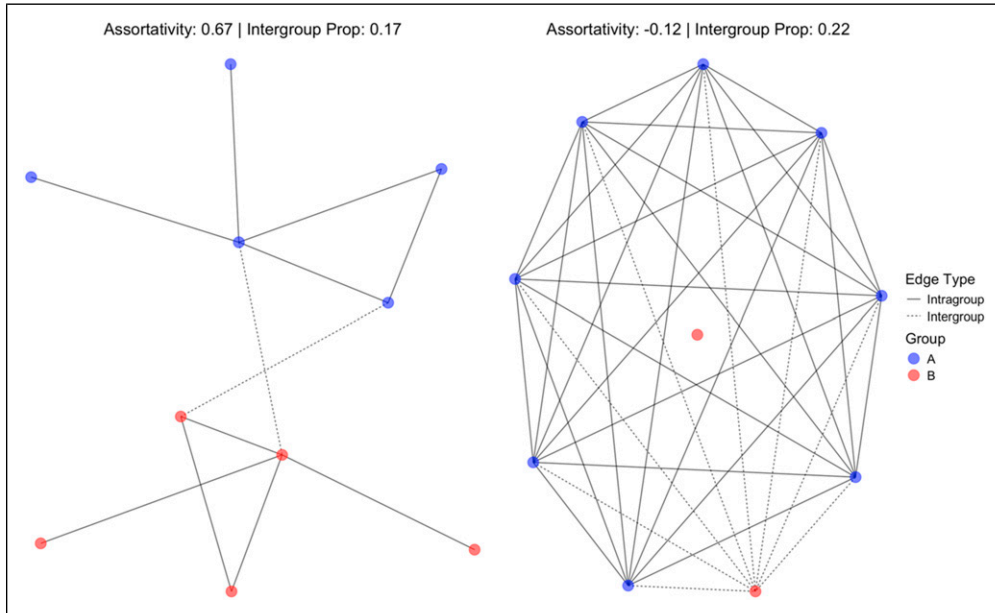 Assortativity: 0.67 | Intergroup Prop: 0.17
Assortativity: -0.12 | Intergroup Prop: 0.22
Edge Type
Intragroup
Intergroup
Group
A
B